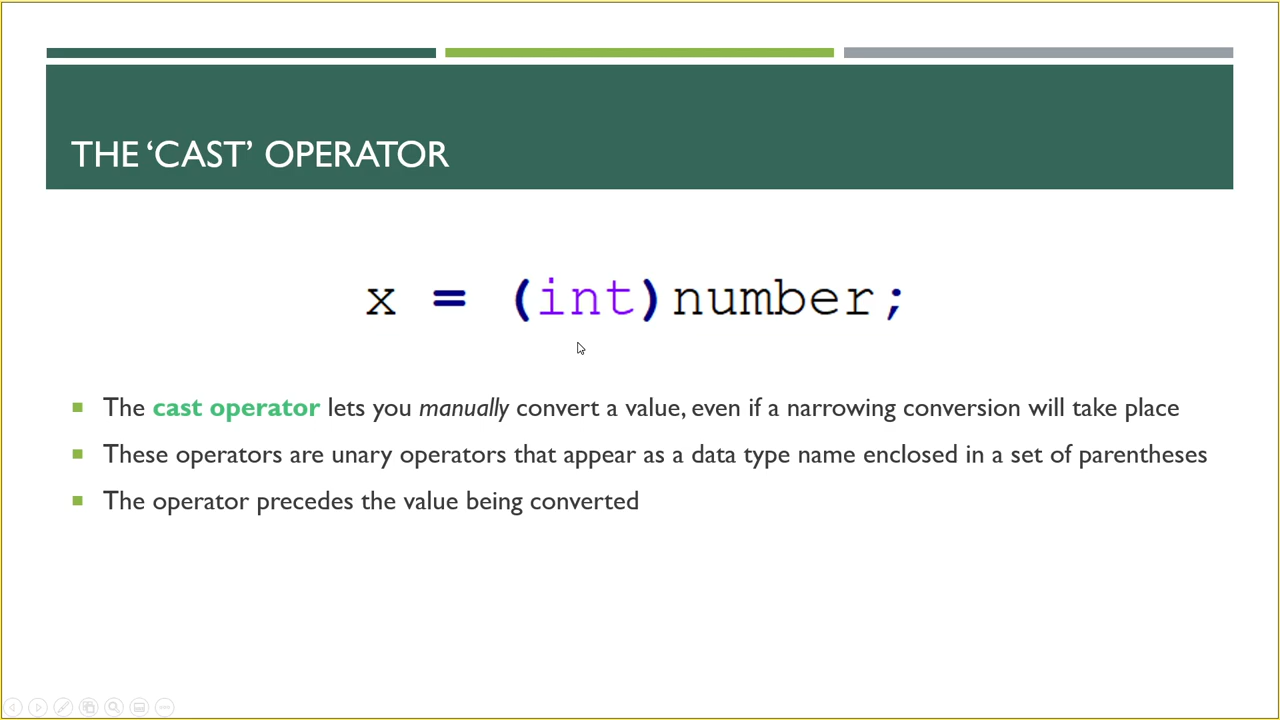 THE ‘CAST’ OPERATOR
x = (int)number;
The cast operator lets you manually convert a value, even if a narrowing conversion will take place
These operators are unary operators that appear as a data type name enclosed in a set of parentheses
The operator precedes the value being converted